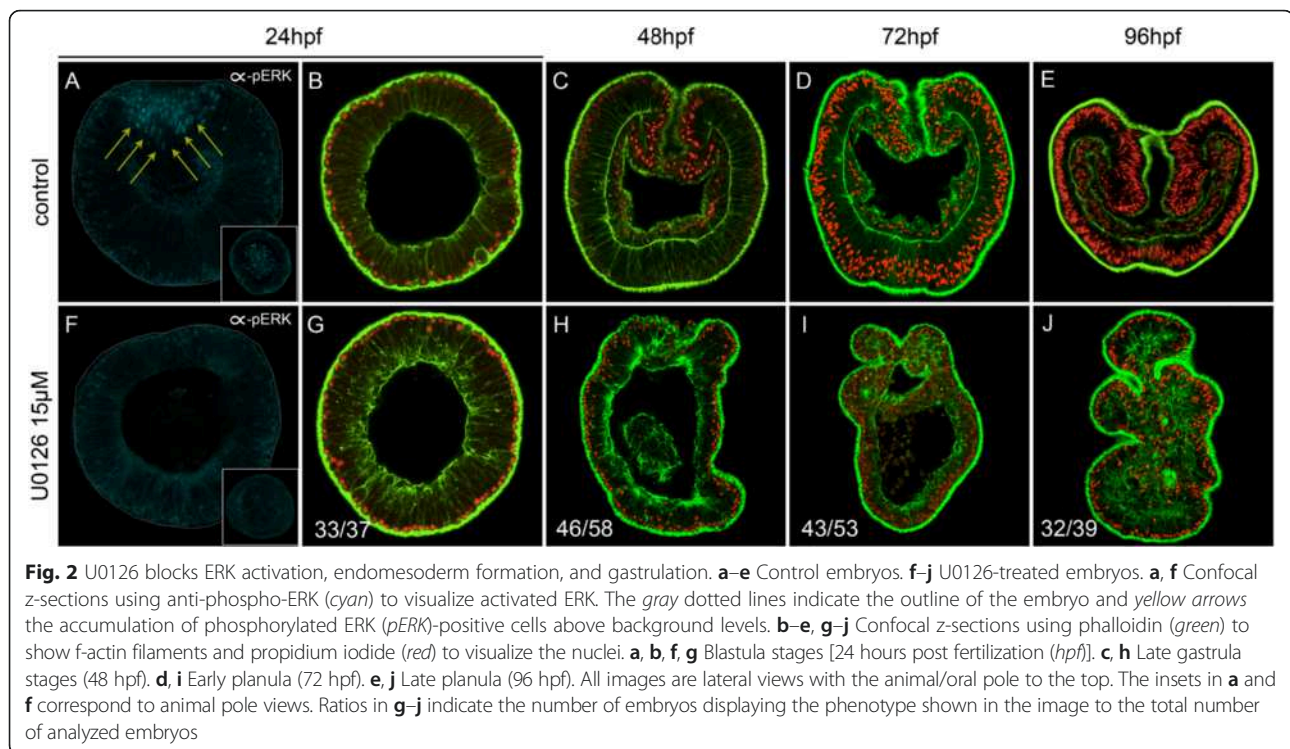 24hpf 48hpf 72hpf 96hpf
control
A ∝-pERK B C D E
U0126 15µM
F ∝-pERK G 33/37 H 46/58 I 43/53 J 32/39
Fig. 2 U0126 blocks ERK activation, endomesoderm formation, and gastrulation. a–e Control embryos. f–j U0126-treated embryos. a, f Confocal
z-sections using anti-phospho-ERK (cyan) to visualize activated ERK. The gray dotted lines indicate the outline of the embryo and yellow arrows
the accumulation of phosphorylated ERK (pERK)-positive cells above background levels. b–e, g–j Confocal z-sections using phalloidin (green) to
show f-actin filaments and propidium iodide (red) to visualize the nuclei. a, b, f, g Blastula stages [24 hours post fertilization (hpf)]. c, h Late gastrula
stages (48 hpf). d, i Early planula (72 hpf). e, j Late planula (96 hpf). All images are lateral views with the animal/oral pole to the top. The insets in a and
f correspond to animal pole views. Ratios in g–j indicate the number of embryos displaying the phenotype shown in the image to the total number
of analyzed embryos